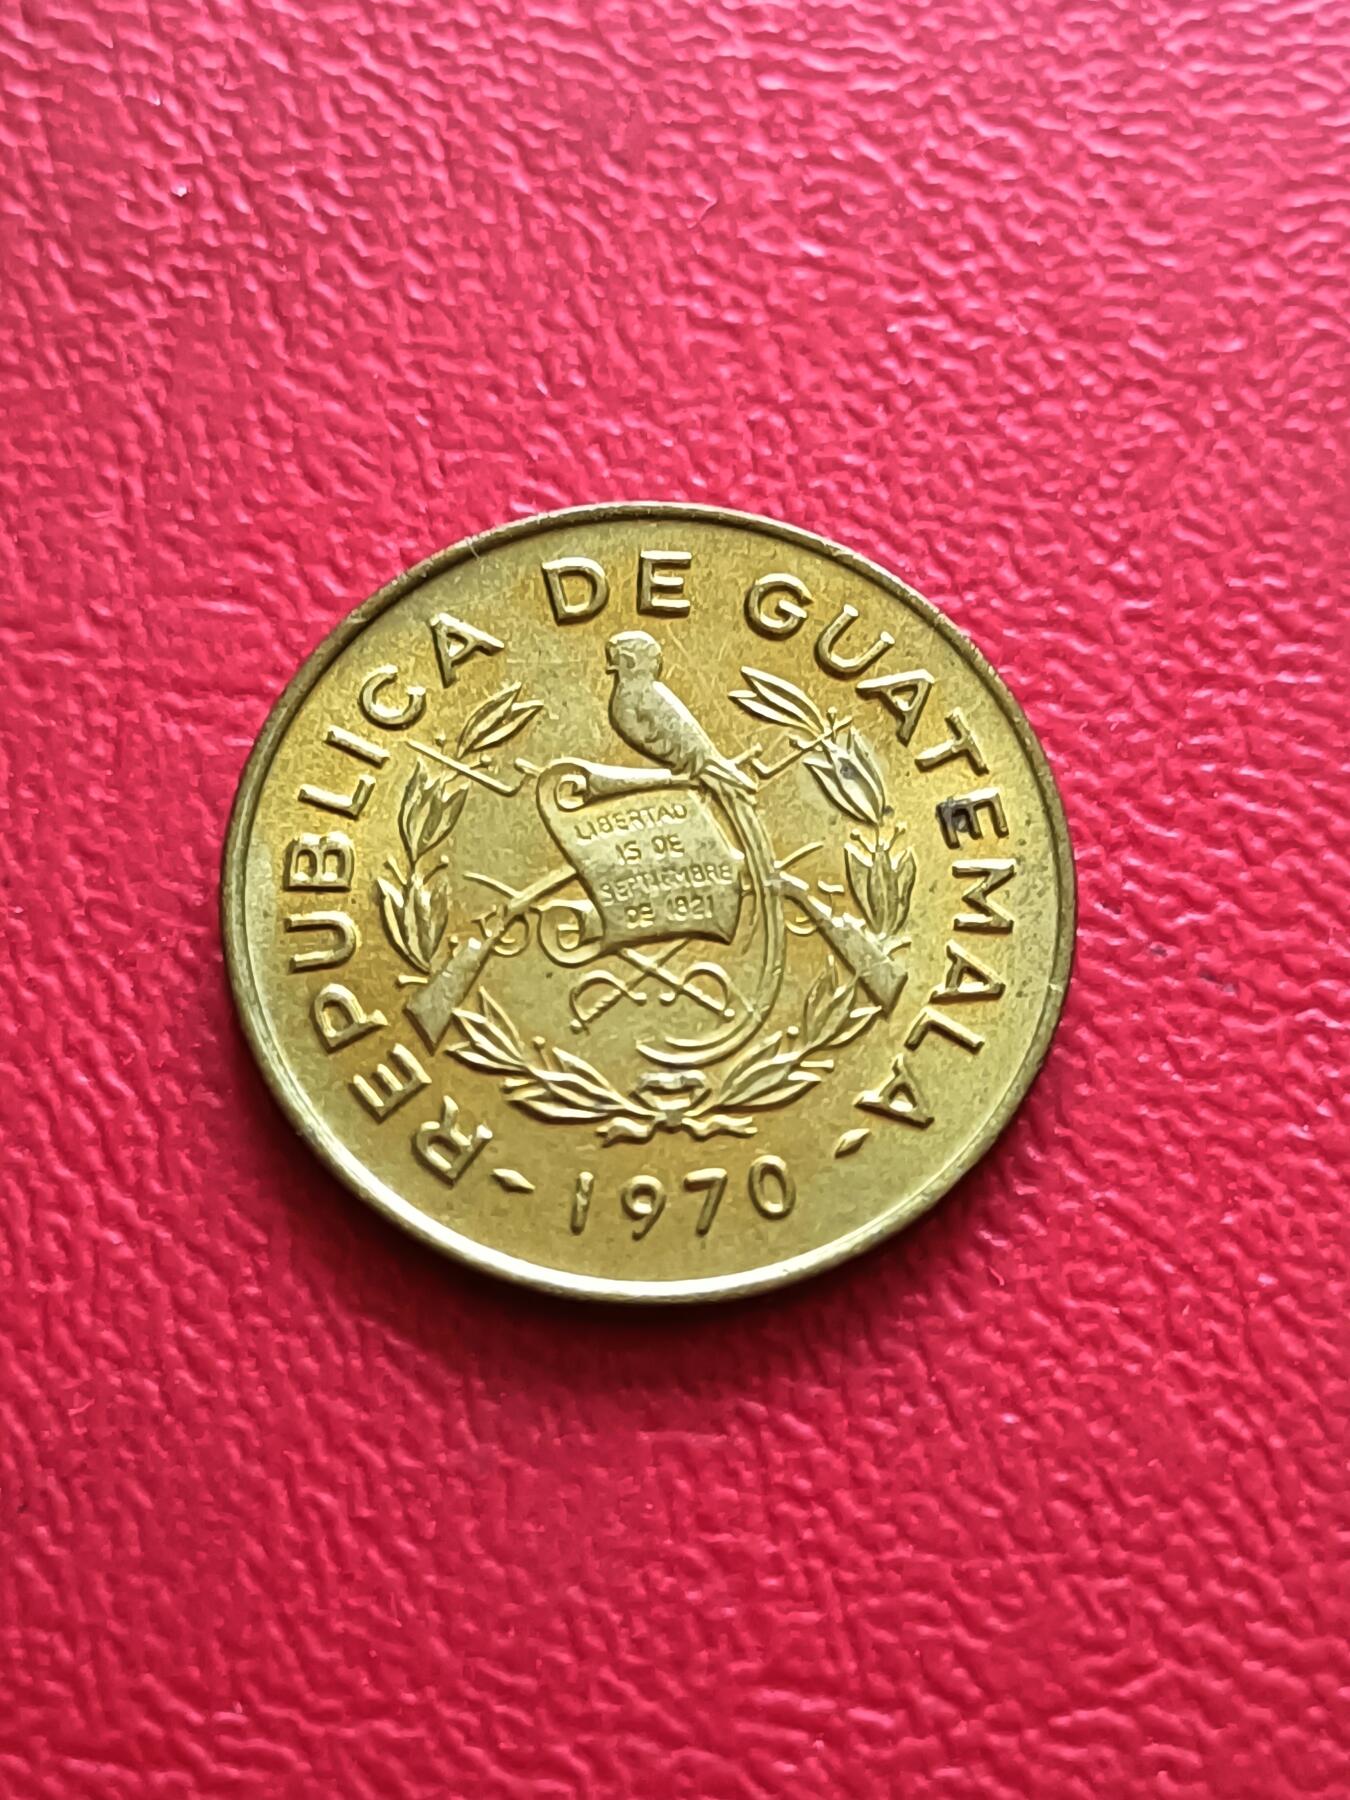 REPUBLICA DE GUATEMALA
LIBERTAD
15 DE
SEPTIEMBRE
DE 1821
1970